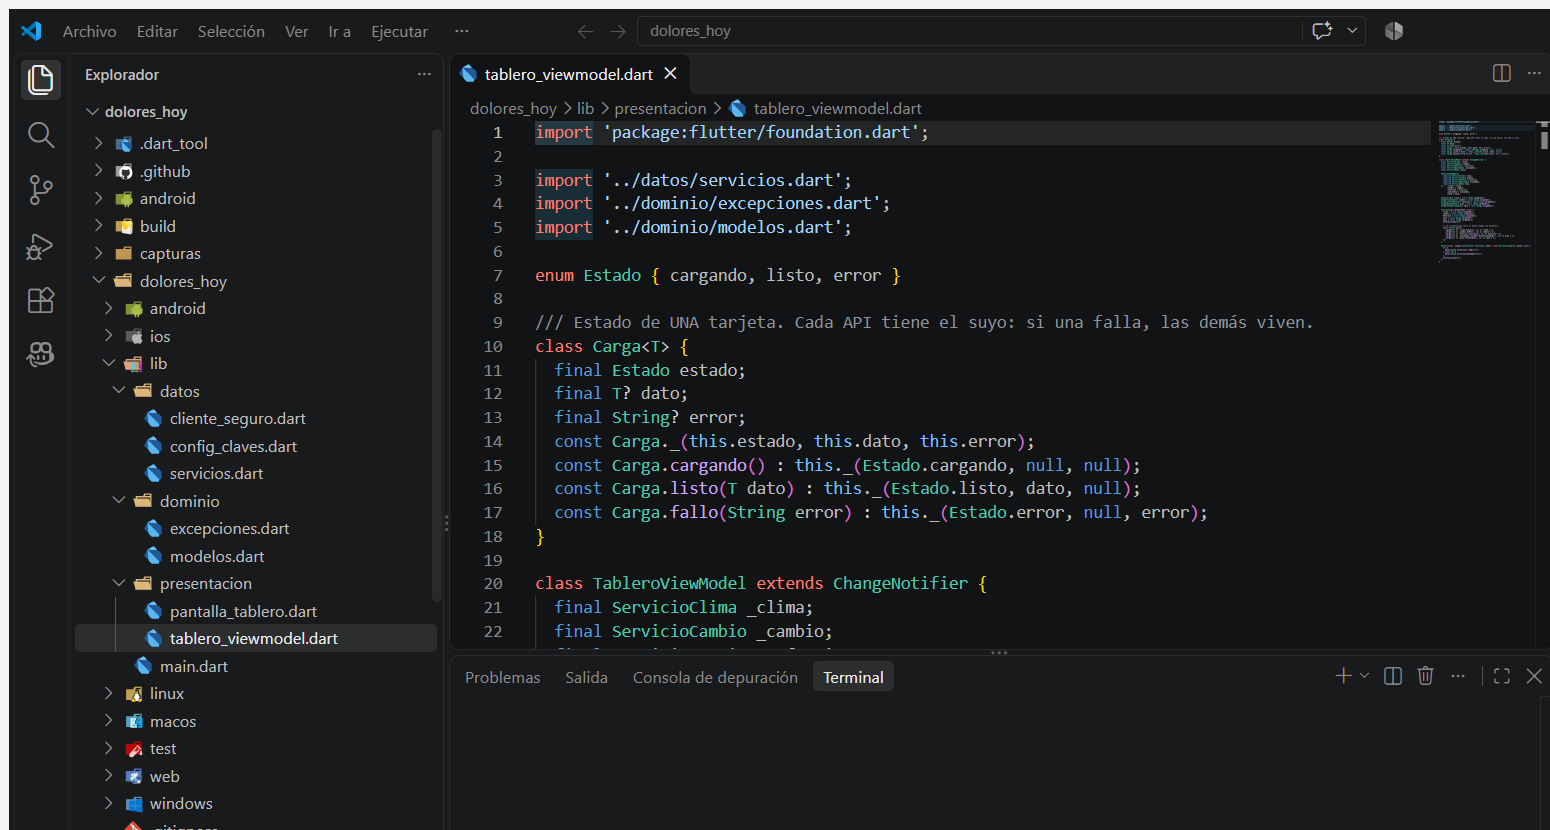 Archivo Editar Selección Ver Ir a Ejecutar ··· dolores_hoy
Explorador ···
dolores_hoy
.dart_tool
.github
android
build
capturas
dolores_hoy
android
ios
lib
datos
cliente_seguro.dart
config_claves.dart
servicios.dart
dominio
excepciones.dart
modelos.dart
presentacion
pantalla_tablero.dart
tablero_viewmodel.dart
main.dart
linux
macos
test
web
windows
.gitignore
tablero_viewmodel.dart
dolores_hoy > lib > presentacion > tablero_viewmodel.dart
1 import 'package:flutter/foundation.dart';
2
3 import '../datos/servicios.dart';
4 import '../dominio/excepciones.dart';
5 import '../dominio/modelos.dart';
6
7 enum Estado { cargando, listo, error }
8
9 /// Estado de UNA tarjeta. Cada API tiene el suyo: si una falla, las demás viven.
10 class Carga<T> {
11 final Estado estado;
12 final T? dato;
13 final String? error;
14 const Carga._(this.estado, this.dato, this.error);
15 const Carga.cargando() : this._(Estado.cargando, null, null);
16 const Carga.listo(T dato) : this._(Estado.listo, dato, null);
17 const Carga.fallo(String error) : this._(Estado.error, null, error);
18 }
19
20 class TableroViewModel extends ChangeNotifier {
21 final ServicioClima _clima;
22 final ServicioCambio _cambio;
Problemas Salida Consola de depuración Terminal